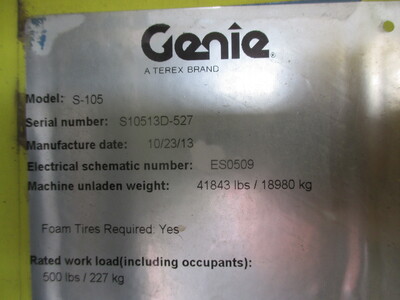 Genie
A TEREX BRAND
Model: S-105
Serial number: S10513D-527
Manufacture date: 10/23/13
Electrical schematic number: ES0509
Machine unladen weight: 41843 lbs / 18980 kg
Foam Tires Required: Yes
Rated work load(including occupants):
500 lbs / 227 kg